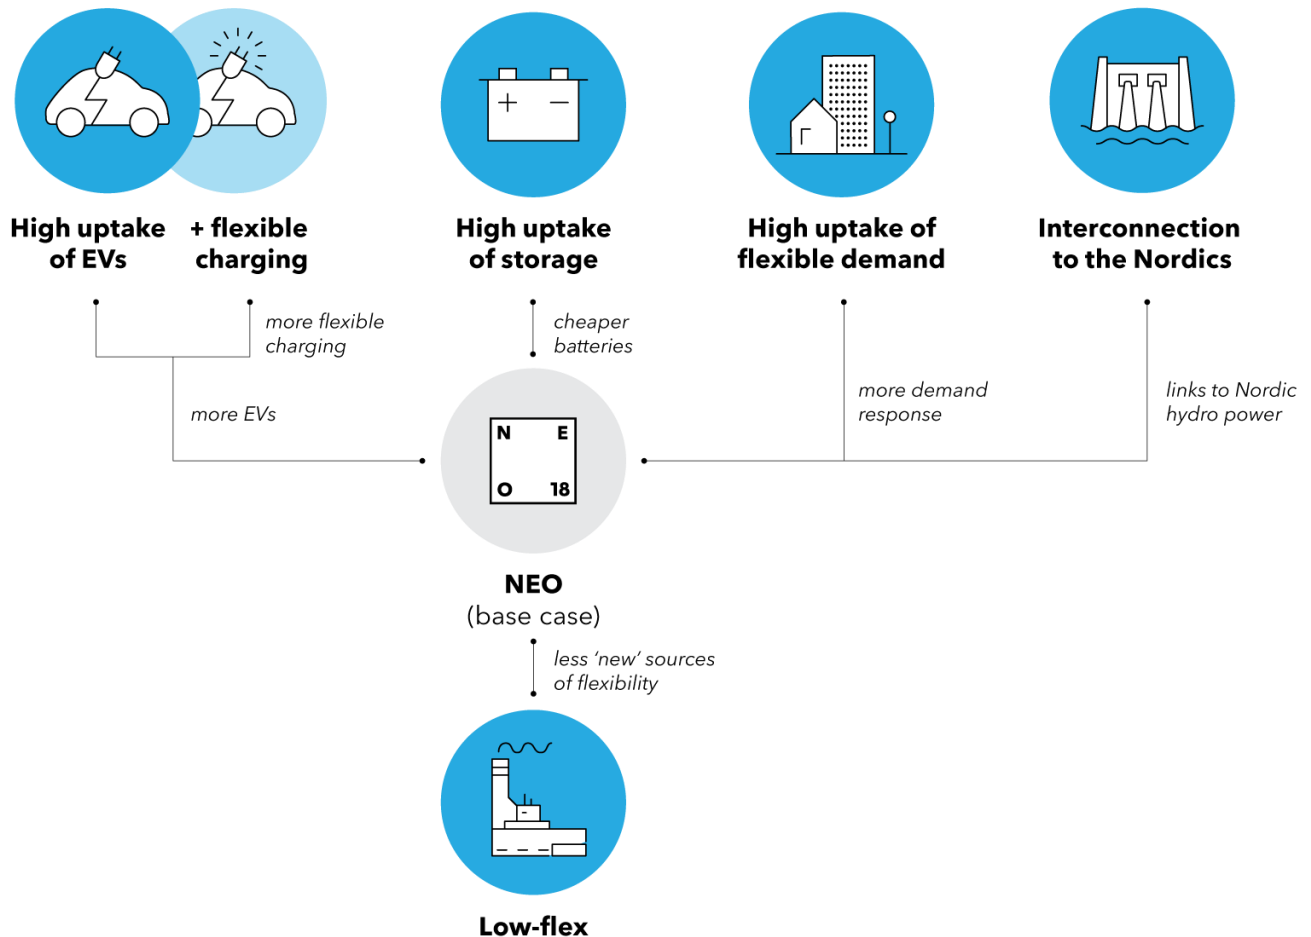 High uptake
of EVs
+ flexible
charging
High uptake
of storage
High uptake of
flexible demand
Interconnection
to the Nordics
more flexible
charging
cheaper
batteries
more EVs
more demand
response
links to Nordic
hydro power
+ −
N E
O 18
NEO
(base case)
less ‘new’ sources
of flexibility
Low-flex